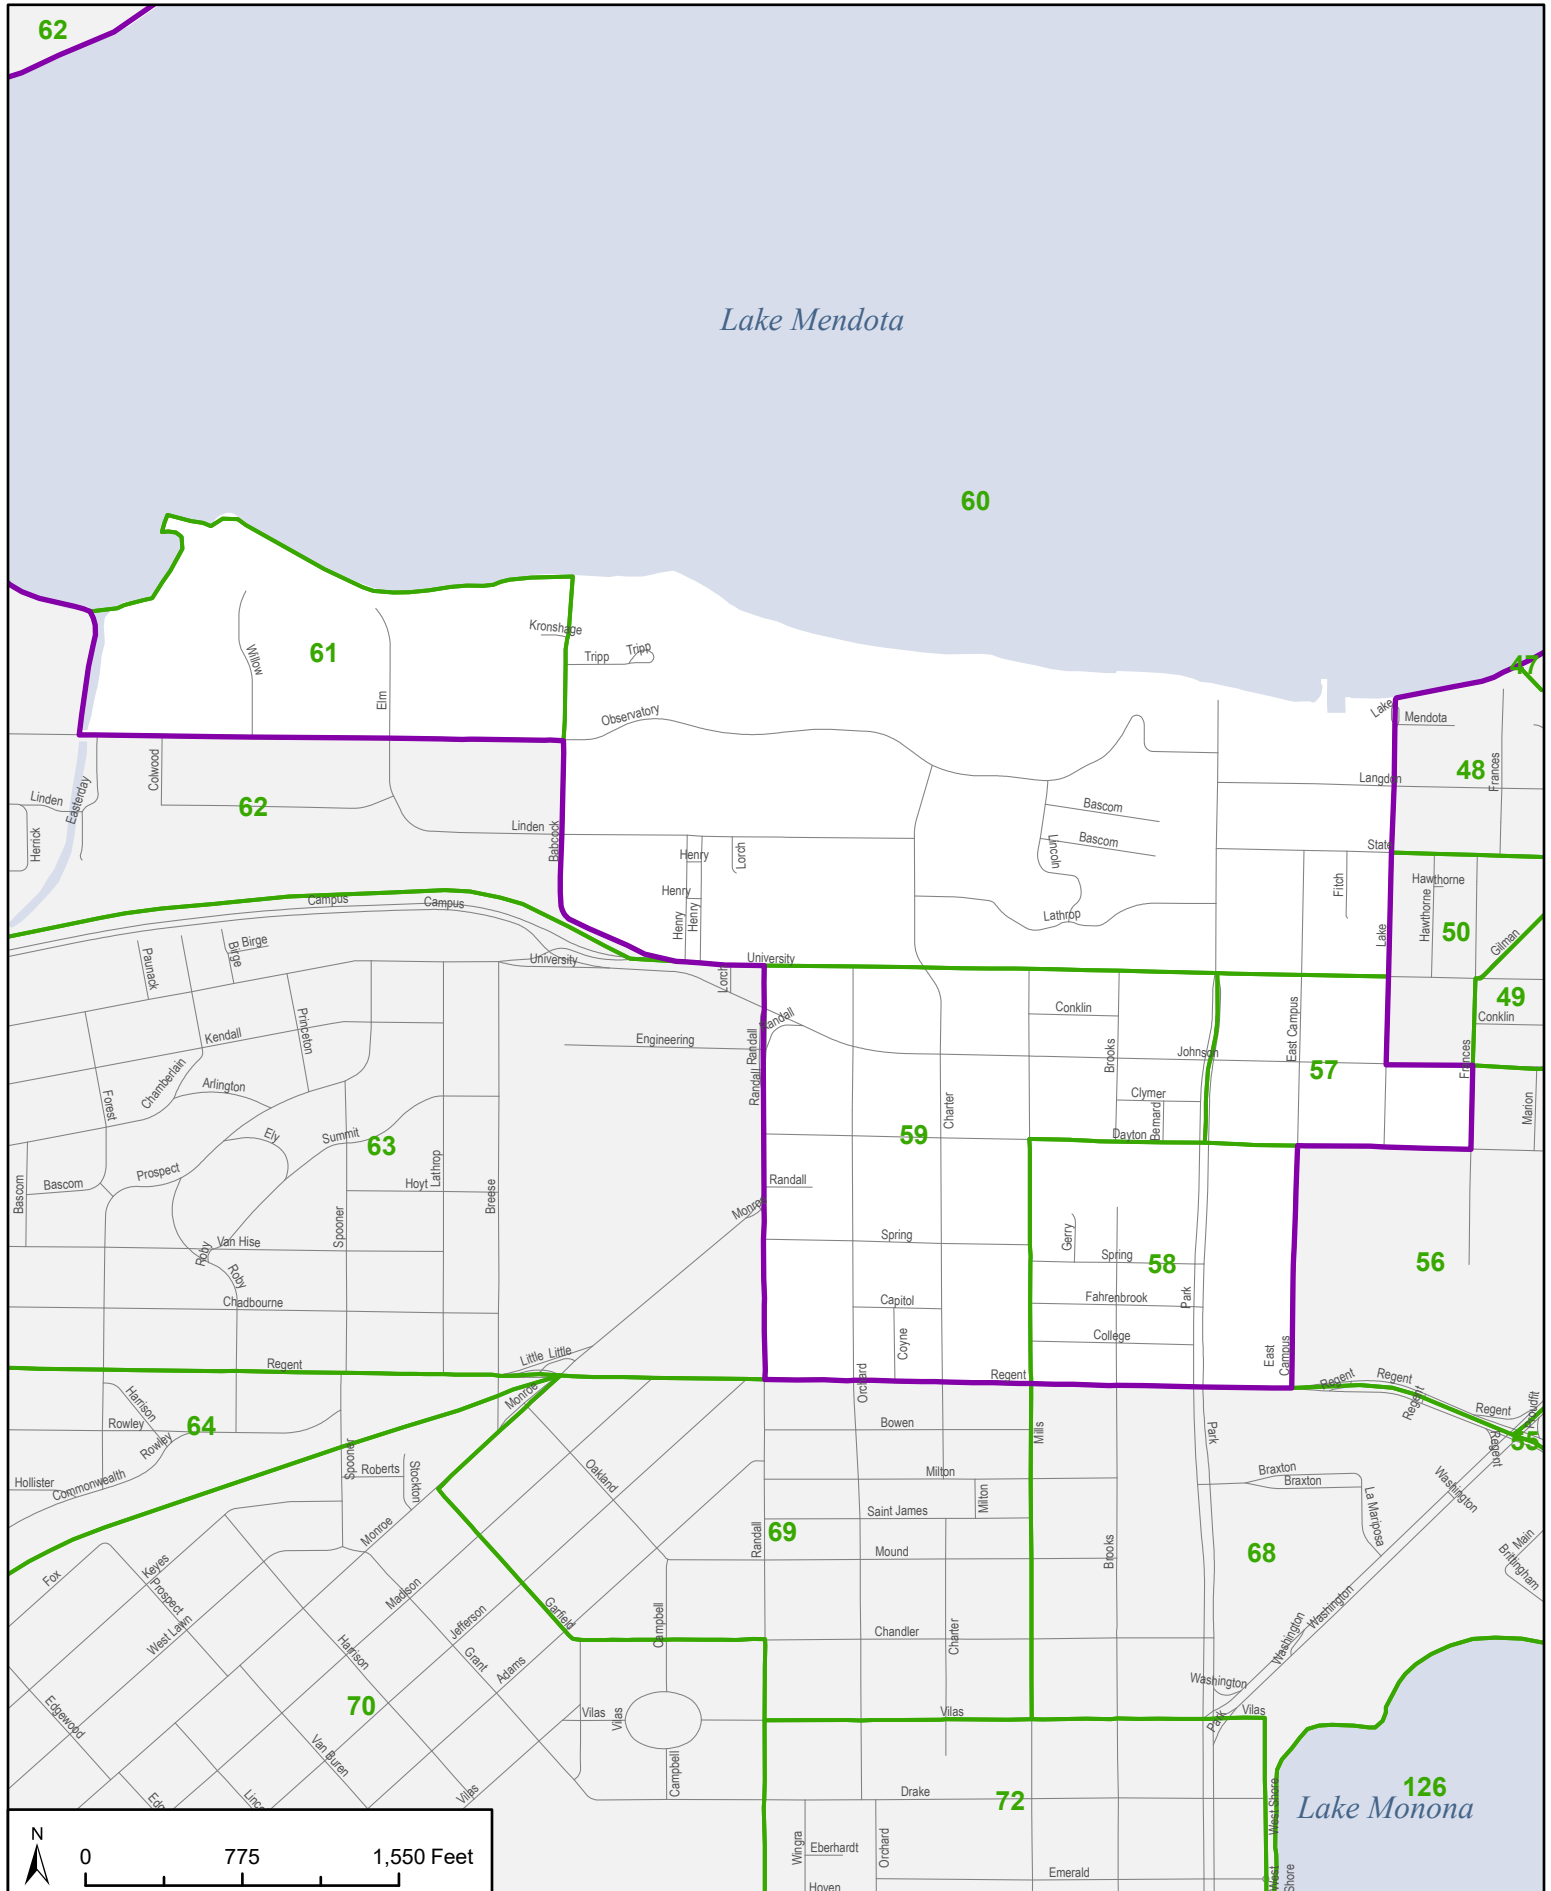 62
Lake Mendota
60
Kronshage
Tripp
Tripp
61
Willow
Elm
47
Observatory
Lake
Mendota
Langdon
48
Frances
Colwood
Linden
Easterday
Herrick
62
Linden
Babcock
Bascom
Bascom
Lincoln
State
Henry
Lorch
Henry
Henry
Henry
Fitch
Hawthorne
Hawthorne
Lathrop
Lake
50
Gilman
Campus
Campus
University
University
Lorch
Paunack
Birge
Birge
Princeton
Kendall
Chamberlain
Arlington
Forest
Engineering
Randall
Randall
Randall
Conklin
Brooks
Johnson
East Campus
57
49
Conklin
Frances
Marion
Clymer
Bernard
Dayton
Charter
59
63
Ely
Summit
Prospect
Bascom
Bascom
Lathrop
Hoyt
Breese
Spooner
Van Hise
Roby
Roby
Chadbourne
Randall
Monroe
Spring
Gerry
Spring
58
Fahrenbrook
Park
College
56
Capitol
Coyne
East
Campus
Little
Little
Regent
Regent
Orchard
Regent
Regent
Regent
Regent
Regent
Proudfit
55
Monroe
Harrison
Rowley
64
Rowley
Hollister
Commonwealth
Spooner
Roberts
Stockton
Oakland
Bowen
Mills
Park
Milton
Milton
Saint James
Randall
69
Mound
Brooks
68
Braxton
Braxton
La Mariposa
Washington
Main
Brittingham
Washington
Washington
Washington
Fox
Keyes
Prospect
West Lawn
Monroe
Madison
Jefferson
Harrison
Grant
Adams
Garfield
Campbell
Chandler
Charter
Edgewood
70
Van Buren
Vilas
Vilas
Vilas
Vilas
Park
Vilas
Campbell
Drake
72
West Shore
126
Lake Monona
Edg
Linc
Wingra
Eberhardt
Orchard
Hoven
Emerald
West
Shore
N
0
775
1,550 Feet